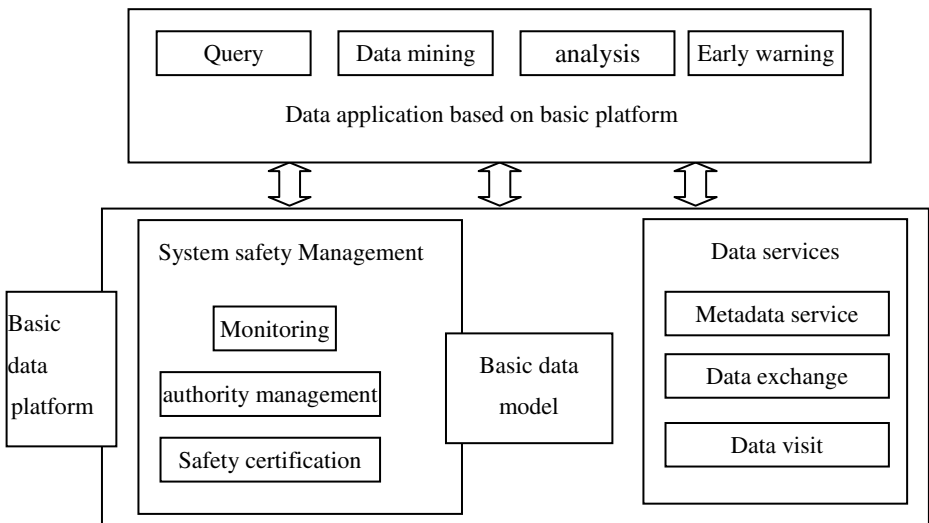 Query
Data mining
analysis
Early warning
Data application based on basic platform
System safety Management
Monitoring
authority management
Safety certification
Basic
data
platform
Basic data
model
Data services
Metadata service
Data exchange
Data visit